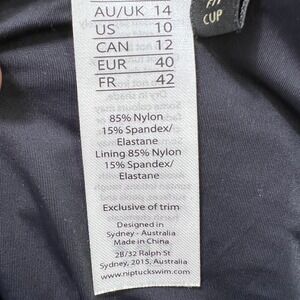 AU/UK 14
US 10
CAN 12
EUR 40
FR 42
85% Nylon
15% Spandex/
Elastane
Lining 85% Nylon
15% Spandex/
Elastane
Exclusive of trim
Designed in
Sydney - Australia
Made in China
2B/32 Ralph St
Sydney, 2015, Australia
www.niptuckswim.com
CUP